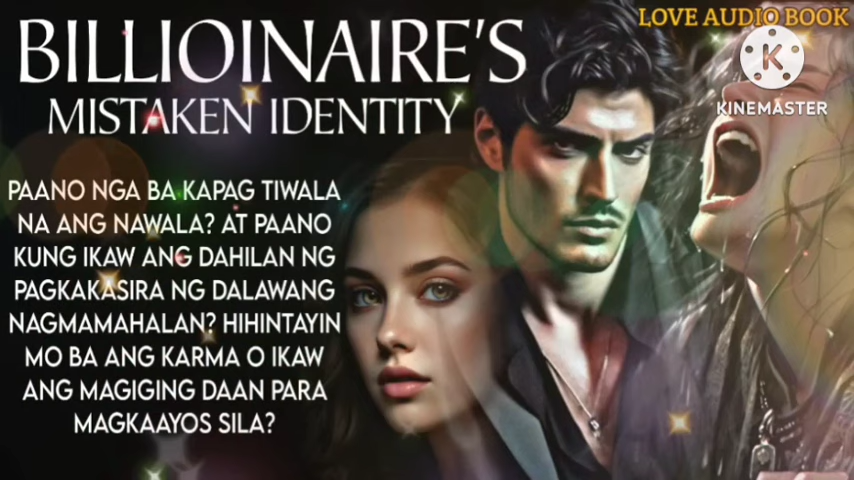 LOVE AUDIO BOOK
BILLIOINAIRE'S
MISTAKEN IDENTITY
K
KINEMASTER
PAANO NGA BA KAPAG TIWALA
NA ANG NAWALA? AT PAANO
KUNG IKAW ANG DAHILAN NG
PAGKAKASIRA NG DALAWANG
NAGMAMAHALAN? HIHINTAYIN
MO BA ANG KARMA O IKAW
ANG MAGIGING DAAN PARA
MAGKAAYOS SILA?